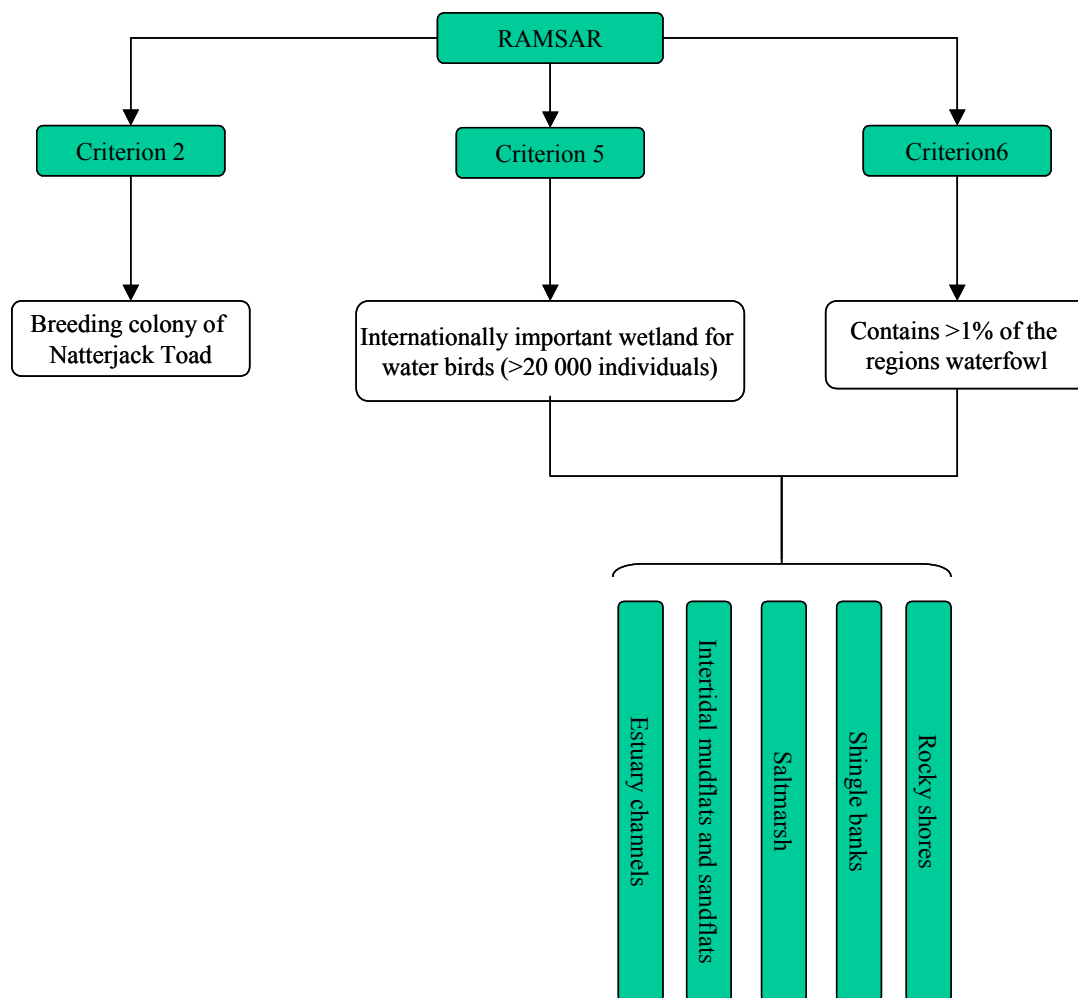 RAMSAR
Criterion 2
Criterion 5
Criterion6
Breeding colony of
Natterjack Toad
Internationally important wetland for
water birds (>20 000 individuals)
Contains >1% of the
regions waterfowl
Estuary channels
Intertidal mudflats and sandflats
Saltmarsh
Shingle banks
Rocky shores